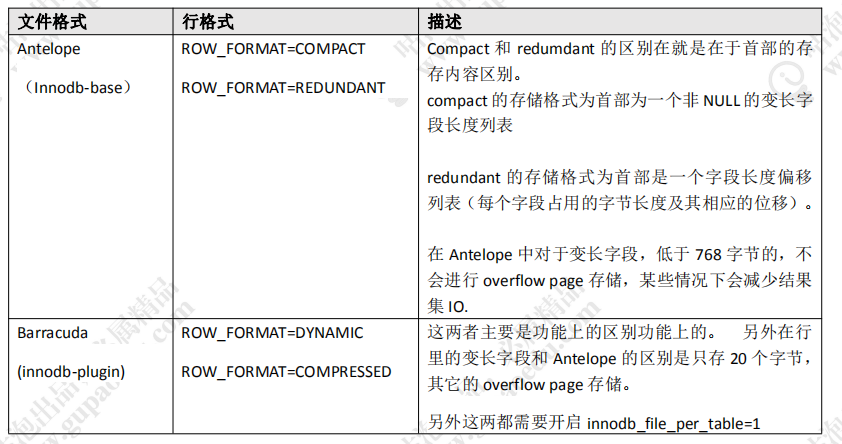 文件格式 行格式 描述
Antelope ROW_FORMAT=COMPACT Compact 和 redumdant 的区别在就是在于首部的存
（Innodb-base） ROW_FORMAT=REDUNDANT 存内容区别。
compact 的存储格式为首部为一个非 NULL 的变长字
段长度列表
redundant 的存储格式为首部是一个字段长度偏移
列表（每个字段占用的字节长度及其相应的位移）。
在 Antelope 中对于变长字段，低于 768 字节的，不
会进行 overflow page 存储，某些情况下会减少结果
集 IO.
Barracuda ROW_FORMAT=DYNAMIC 这两者主要是功能上的区别功能上的。 另外在行
(innodb-plugin) ROW_FORMAT=COMPRESSED 里的变长字段和 Antelope 的区别是只存 20 个字节，
其它的 overflow page 存储。
另外这两都需要开启 innodb_file_per_table=1